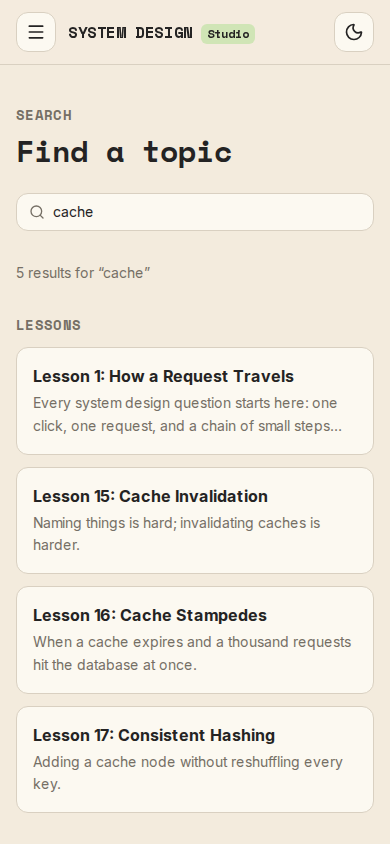 SYSTEM DESIGN Studio
SEARCH
Find a topic
cache
5 results for “cache”
LESSONS
Lesson 1: How a Request Travels
Every system design question starts here: one
click, one request, and a chain of small steps...
Lesson 15: Cache Invalidation
Naming things is hard; invalidating caches is
harder.
Lesson 16: Cache Stampedes
When a cache expires and a thousand requests
hit the database at once.
Lesson 17: Consistent Hashing
Adding a cache node without reshuffling every
key.